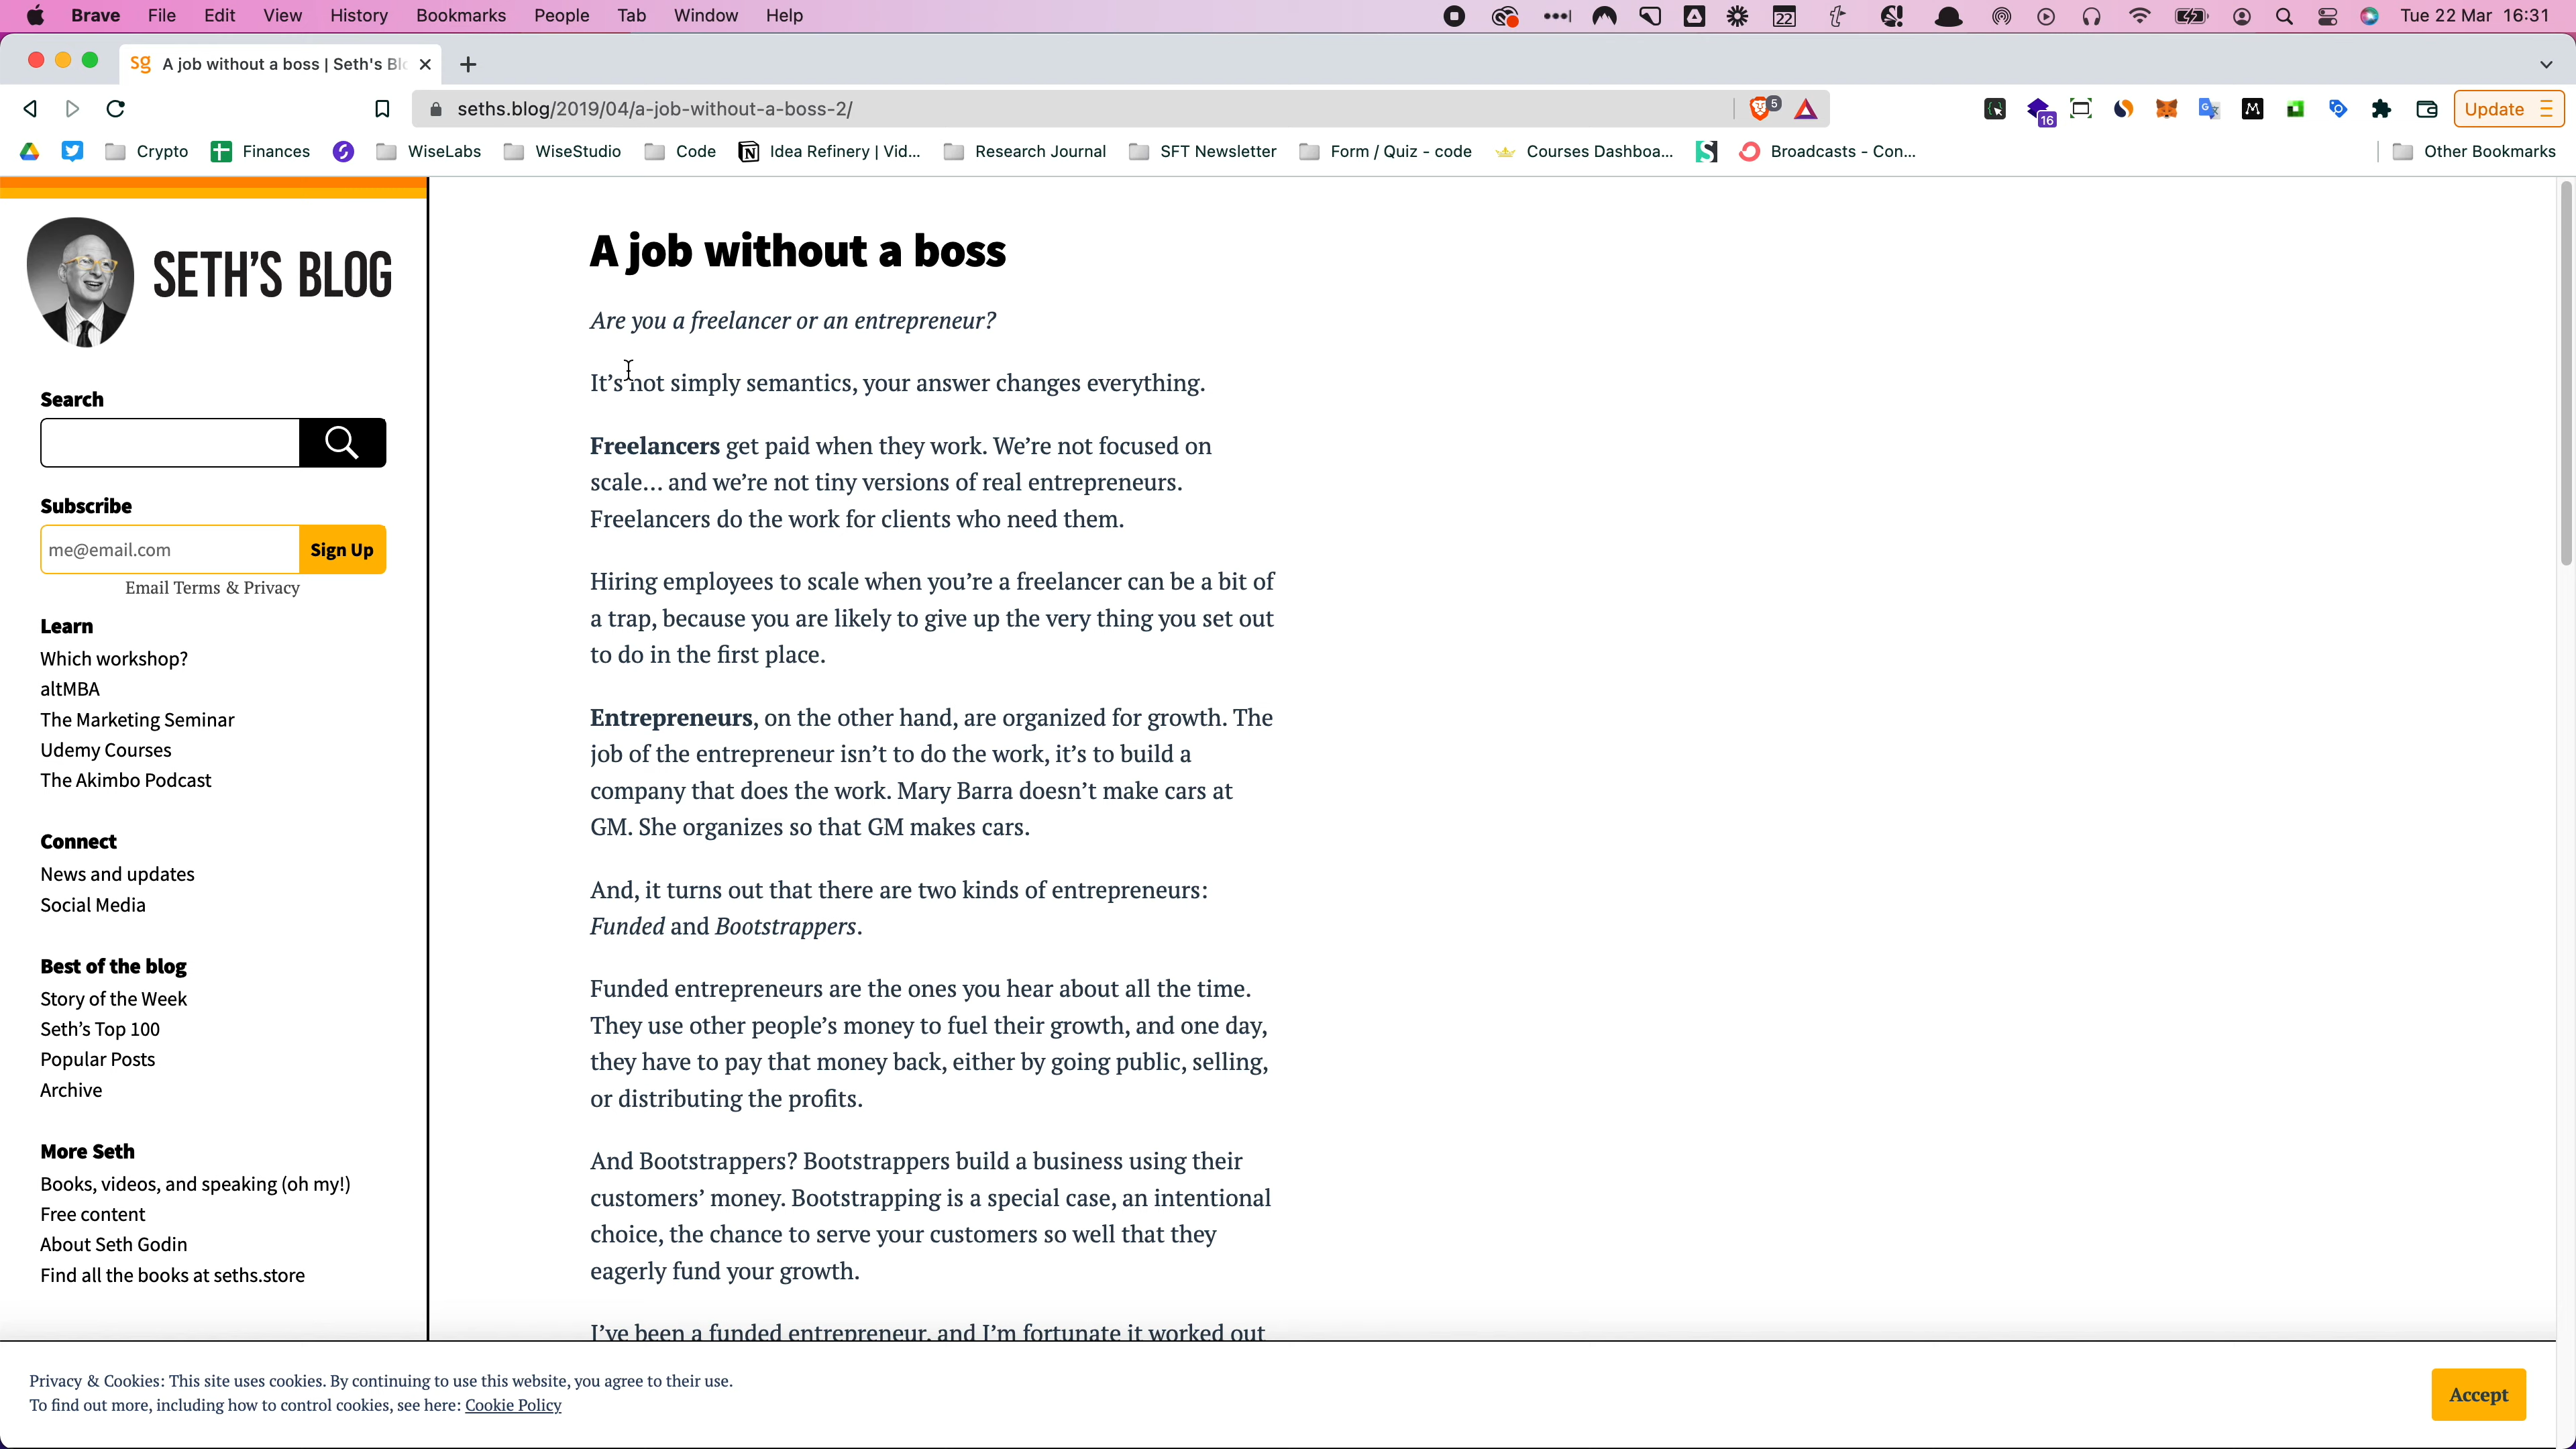 Brave File Edit View History Bookmarks People Tab Window Help 22 Tue 22 Mar 16:31
sg A job without a boss | Seth's Blo
seths.blog/2019/04/a-job-without-a-boss-2/ 5 16 M Update
Crypto Finances WiseLabs WiseStudio Code Idea Refinery | Vid... Research Journal SFT Newsletter Form / Quiz - code Courses Dashboa... Broadcasts - Con... Other Bookmarks
SETH'S BLOG
Search
Subscribe
me@email.com Sign Up
Email Terms & Privacy
Learn
Which workshop?
altMBA
The Marketing Seminar
Udemy Courses
The Akimbo Podcast
Connect
News and updates
Social Media
Best of the blog
Story of the Week
Seth's Top 100
Popular Posts
Archive
More Seth
Books, videos, and speaking (oh my!)
Free content
About Seth Godin
Find all the books at seths.store
A job without a boss
Are you a freelancer or an entrepreneur?
It's not simply semantics, your answer changes everything.
Freelancers get paid when they work. We're not focused on
scale… and we're not tiny versions of real entrepreneurs.
Freelancers do the work for clients who need them.
Hiring employees to scale when you're a freelancer can be a bit of
a trap, because you are likely to give up the very thing you set out
to do in the first place.
Entrepreneurs, on the other hand, are organized for growth. The
job of the entrepreneur isn't to do the work, it's to build a
company that does the work. Mary Barra doesn't make cars at
GM. She organizes so that GM makes cars.
And, it turns out that there are two kinds of entrepreneurs:
Funded and Bootstrappers.
Funded entrepreneurs are the ones you hear about all the time.
They use other people's money to fuel their growth, and one day,
they have to pay that money back, either by going public, selling,
or distributing the profits.
And Bootstrappers? Bootstrappers build a business using their
customers' money. Bootstrapping is a special case, an intentional
choice, the chance to serve your customers so well that they
eagerly fund your growth.
I've been a funded entrepreneur, and I'm fortunate it worked out
Privacy & Cookies: This site uses cookies. By continuing to use this website, you agree to their use.
To find out more, including how to control cookies, see here: Cookie Policy
Accept